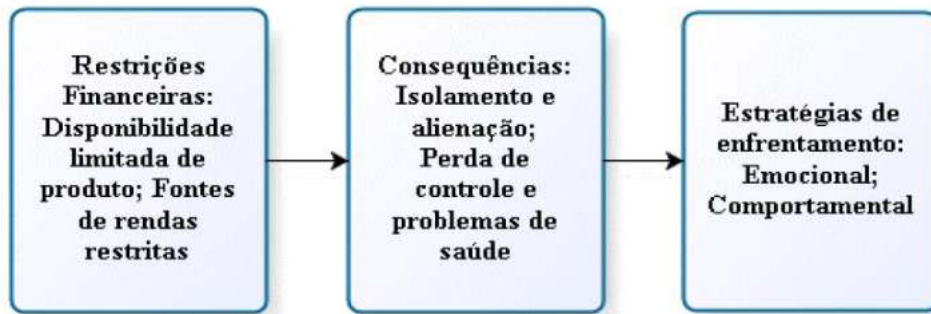 Restrições
Financeiras:
Disponibilidade
limitada de
produto; Fontes
de rendas
restritas
Consequências:
Isolamento e
alienação;
Perda de
controle e
problemas de
saúde
Estratégias de
enfrentamento:
Emocional;
Comportamental